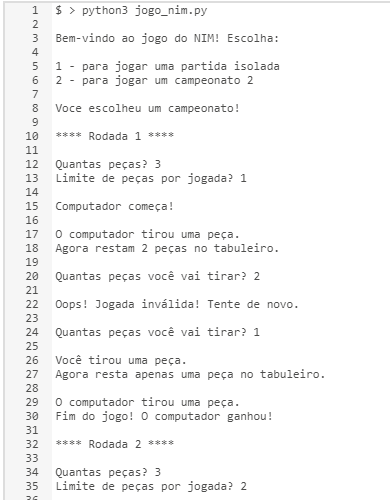 1 $ > python3 jogo_nim.py
2
3 Bem-vindo ao jogo do NIM! Escolha:
4
5 1 - para jogar uma partida isolada
6 2 - para jogar um campeonato 2
7
8 Voce escolheu um campeonato!
9
10 **** Rodada 1 ****
11
12 Quantas peças? 3
13 Limite de peças por jogada? 1
14
15 Computador começa!
16
17 O computador tirou uma peça.
18 Agora restam 2 peças no tabuleiro.
19
20 Quantas peças você vai tirar? 2
21
22 Oops! Jogada inválida! Tente de novo.
23
24 Quantas peças você vai tirar? 1
25
26 Você tirou uma peça.
27 Agora resta apenas uma peça no tabuleiro.
28
29 O computador tirou uma peça.
30 Fim do jogo! O computador ganhou!
31
32 **** Rodada 2 ****
33
34 Quantas peças? 3
35 Limite de peças por jogada? 2
36